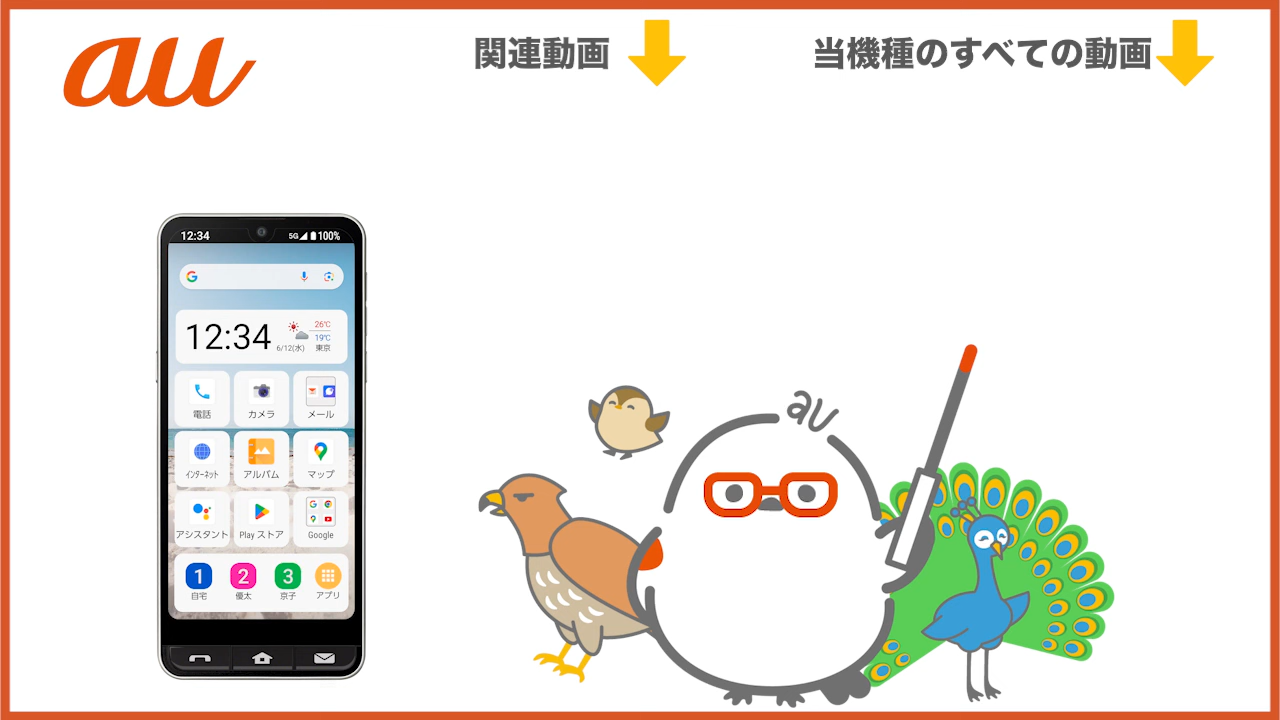 au
関連動画
当機種のすべての動画
12:34
5G
100%
12:34
26℃
19℃
6/12(水)
東京
電話
カメラ
メール
インターネット
アルバム
マップ
アシスタント
Play ストア
Google
1
2
3
自宅
優太
京子
アプリ
au